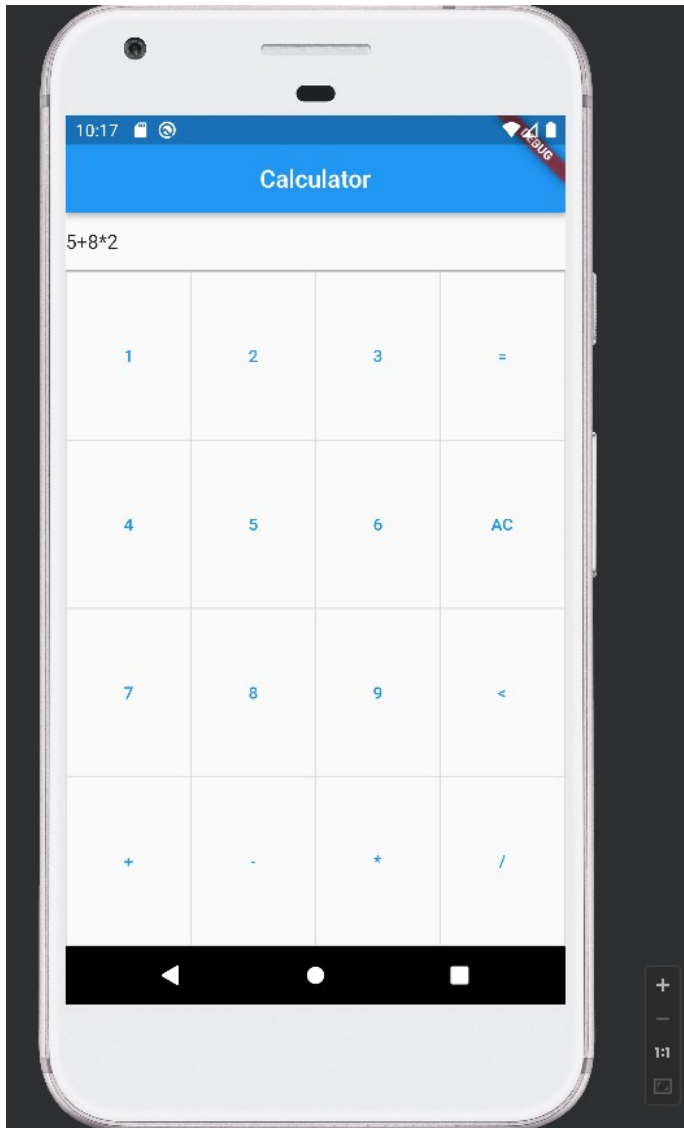 10:17
DEBUG
Calculator
5+8*2
1 2 3 =
4 5 6 AC
7 8 9 <
+ - * /
+
-
1:1